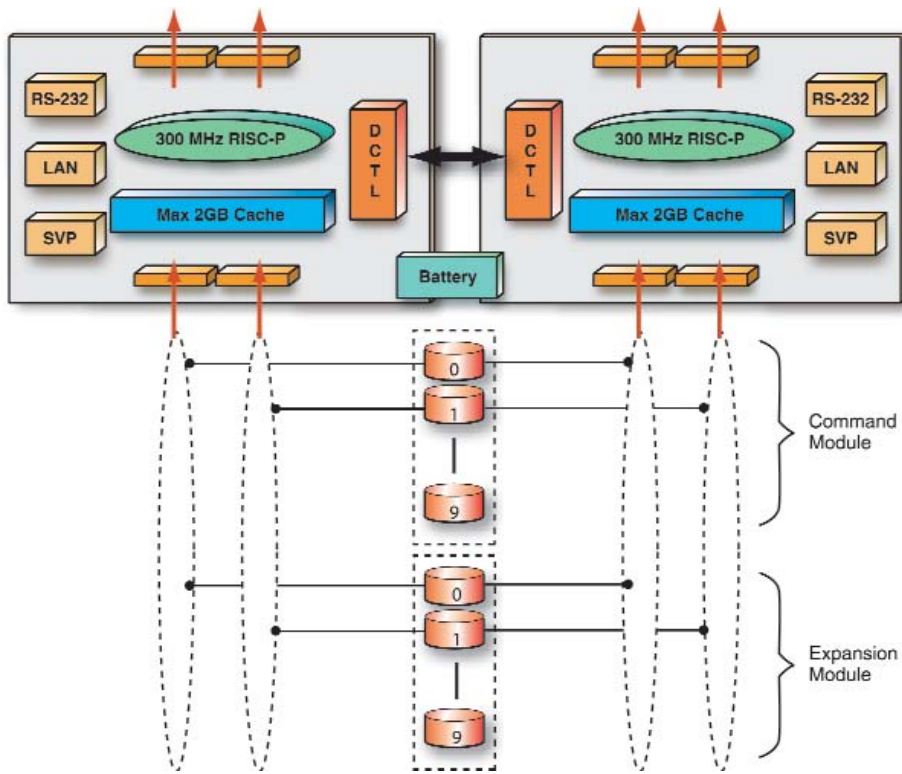 RS-232
300 MHz RISC-P
D
C
T
L
LAN
Max 2GB Cache
SVP
D
C
T
L
300 MHz RISC-P
RS-232
LAN
Max 2GB Cache
SVP
Battery
0
1
9
Command
Module
0
1
9
Expansion
Module